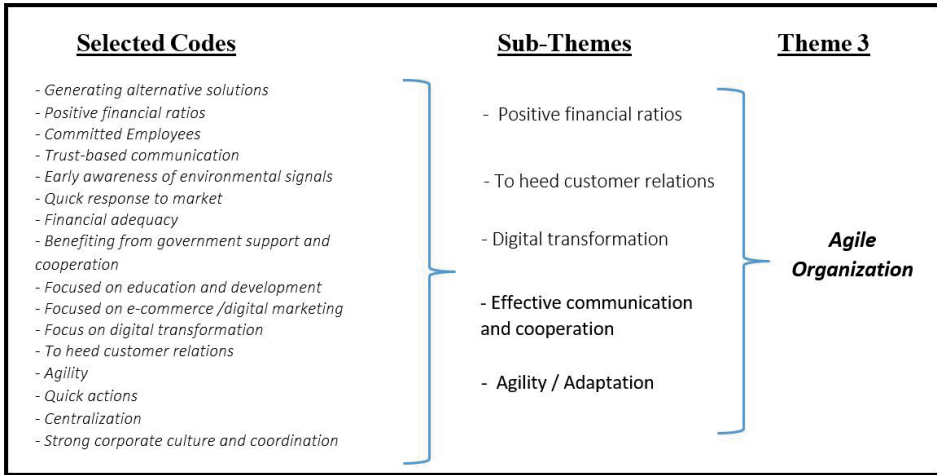 Selected Codes
- Generating alternative solutions
- Positive financial ratios
- Committed Employees
- Trust-based communication
- Early awareness of environmental signals
- Quıck response to market
- Financial adequacy
- Benefiting from government support and
cooperation
- Focused on education and development
- Focused on e-commerce /digital marketing
- Focus on digital transformation
- To heed customer relations
- Agility
- Quick actions
- Centralization
- Strong corporate culture and coordination
Sub-Themes
- Positive financial ratios
- To heed customer relations
- Digital transformation
- Effective communication
and cooperation
- Agility / Adaptation
Theme 3
Agile
Organization